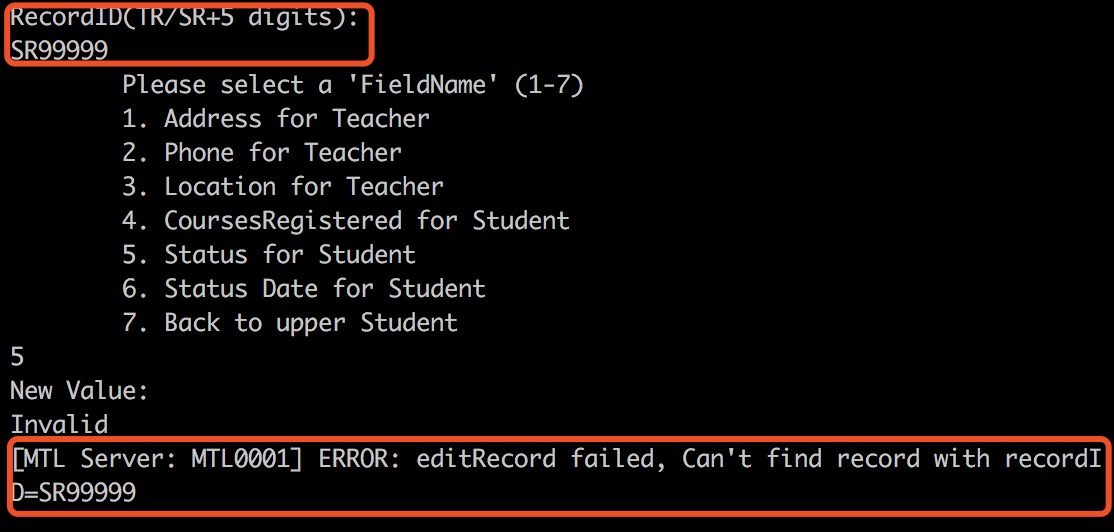 RecordID(TR/SR+5 digits):
SR99999
Please select a 'FieldName' (1-7)
1. Address for Teacher
2. Phone for Teacher
3. Location for Teacher
4. CoursesRegistered for Student
5. Status for Student
6. Status Date for Student
7. Back to upper Student
5
New Value:
Invalid
[MTL Server: MTL0001] ERROR: editRecord failed, Can't find record with recordI
D=SR99999